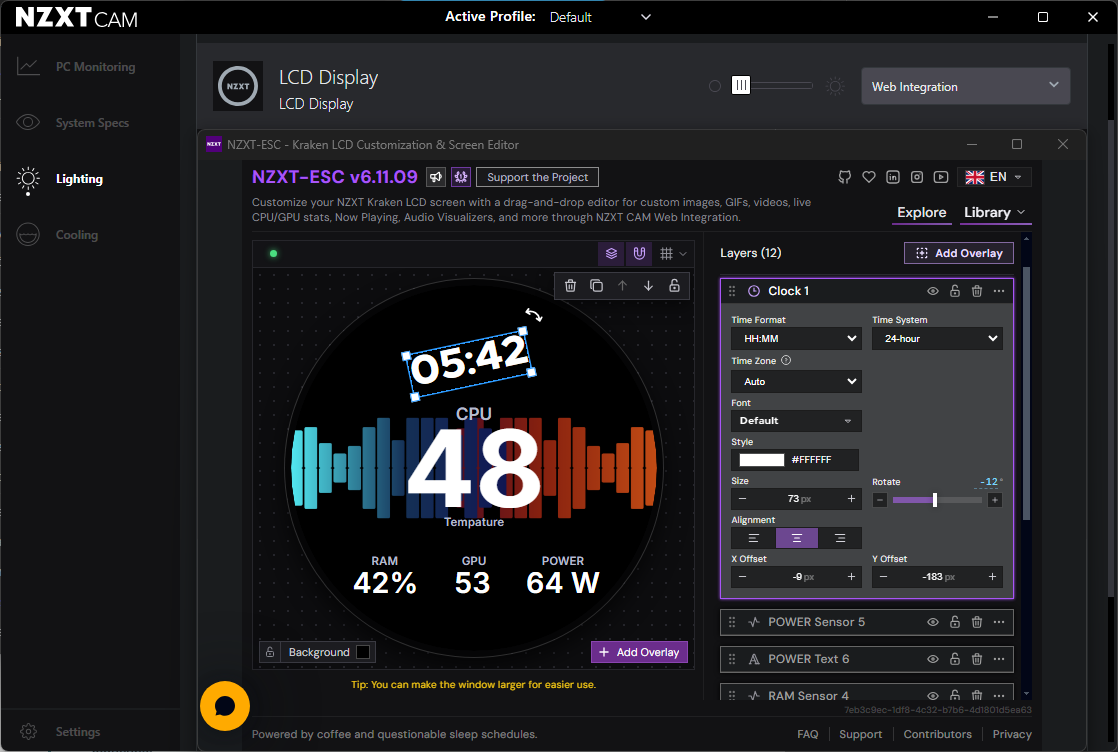 NZXT CAM
Active Profile: Default
PC Monitoring
System Specs
Lighting
Cooling
Settings
NZXT
LCD Display
LCD Display
Web Integration
NZXT NZXT-ESC - Kraken LCD Customization & Screen Editor
NZXT-ESC v6.11.09
Support the Project
EN
Customize your NZXT Kraken LCD screen with a drag-and-drop editor for custom images, GIFs, videos, live
CPU/GPU stats, Now Playing, Audio Visualizers, and more through NZXT CAM Web Integration.
Explore Library
05:42
CPU
48
Tempature
RAM GPU POWER
42% 53 64 W
Background
+ Add Overlay
Tip: You can make the window larger for easier use.
Layers (12)
Add Overlay
Clock 1
Time Format Time System
HH:MM 24-hour
Time Zone ?
Auto
Font
Default
Style
#FFFFFF
Size Rotate -12°
− 73 px + − +
Alignment
X Offset Y Offset
− -9 px + − -183 px +
POWER Sensor 5
A POWER Text 6
RAM Sensor 4
7eb3c9ec-1df8-4c32-b7b6-4d1801d5ea63
Powered by coffee and questionable sleep schedules.
FAQ Support Contributors Privacy